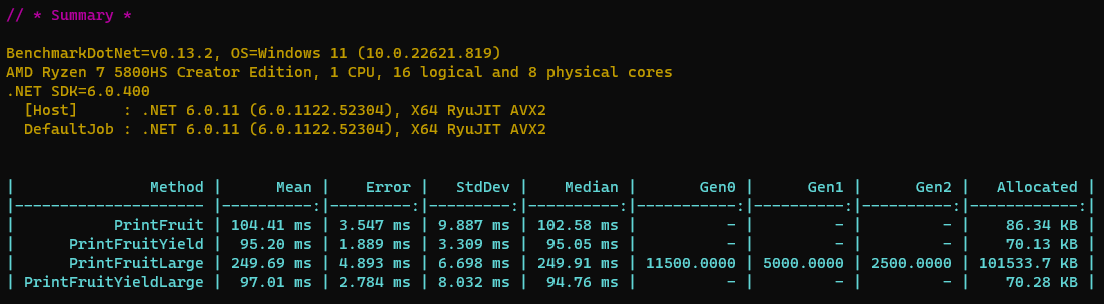 // * Summary *
BenchmarkDotNet=v0.13.2, OS=Windows 11 (10.0.22621.819)
AMD Ryzen 7 5800HS Creator Edition, 1 CPU, 16 logical and 8 physical cores
.NET SDK=6.0.400
  [Host]     : .NET 6.0.11 (6.0.1122.52304), X64 RyuJIT AVX2
  DefaultJob : .NET 6.0.11 (6.0.1122.52304), X64 RyuJIT AVX2
|               Method |      Mean |    Error |   StdDev |    Median |       Gen0 |      Gen1 |      Gen2 |   Allocated |
|--------------------- |----------:|---------:|---------:|----------:|-----------:|----------:|----------:|------------:|
|           PrintFruit | 104.41 ms | 3.547 ms | 9.887 ms | 102.58 ms |          - |         - |         - |    86.34 KB |
|      PrintFruitYield |  95.20 ms | 1.889 ms | 3.309 ms |  95.05 ms |          - |         - |         - |    70.13 KB |
|      PrintFruitLarge | 249.69 ms | 4.893 ms | 6.698 ms | 249.91 ms | 11500.0000 | 5000.0000 | 2500.0000 | 101533.7 KB |
| PrintFruitYieldLarge |  97.01 ms | 2.784 ms | 8.032 ms |  94.76 ms |          - |         - |         - |    70.28 KB |